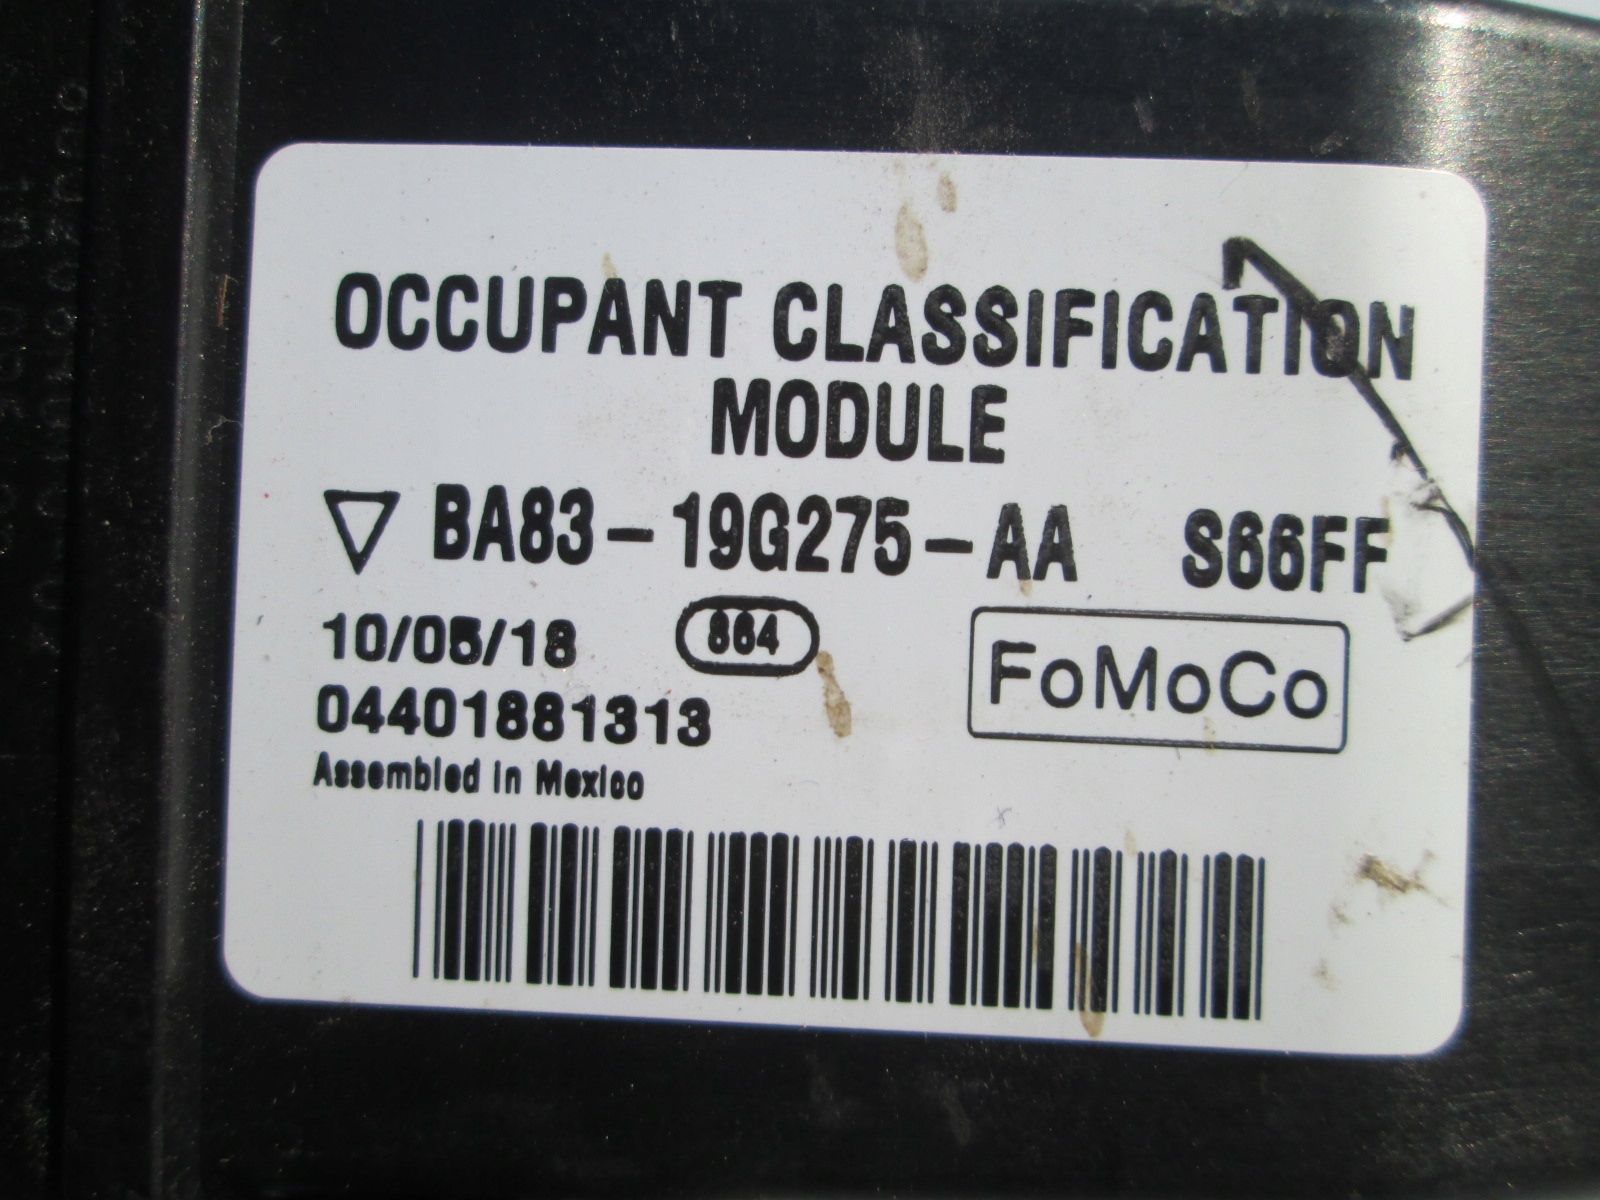 OCCUPANT CLASSIFICATION
MODULE
BA83-19G275-AA S66FF
10/05/18 864
04401881313
FoMoCo
Assembled in Mexico